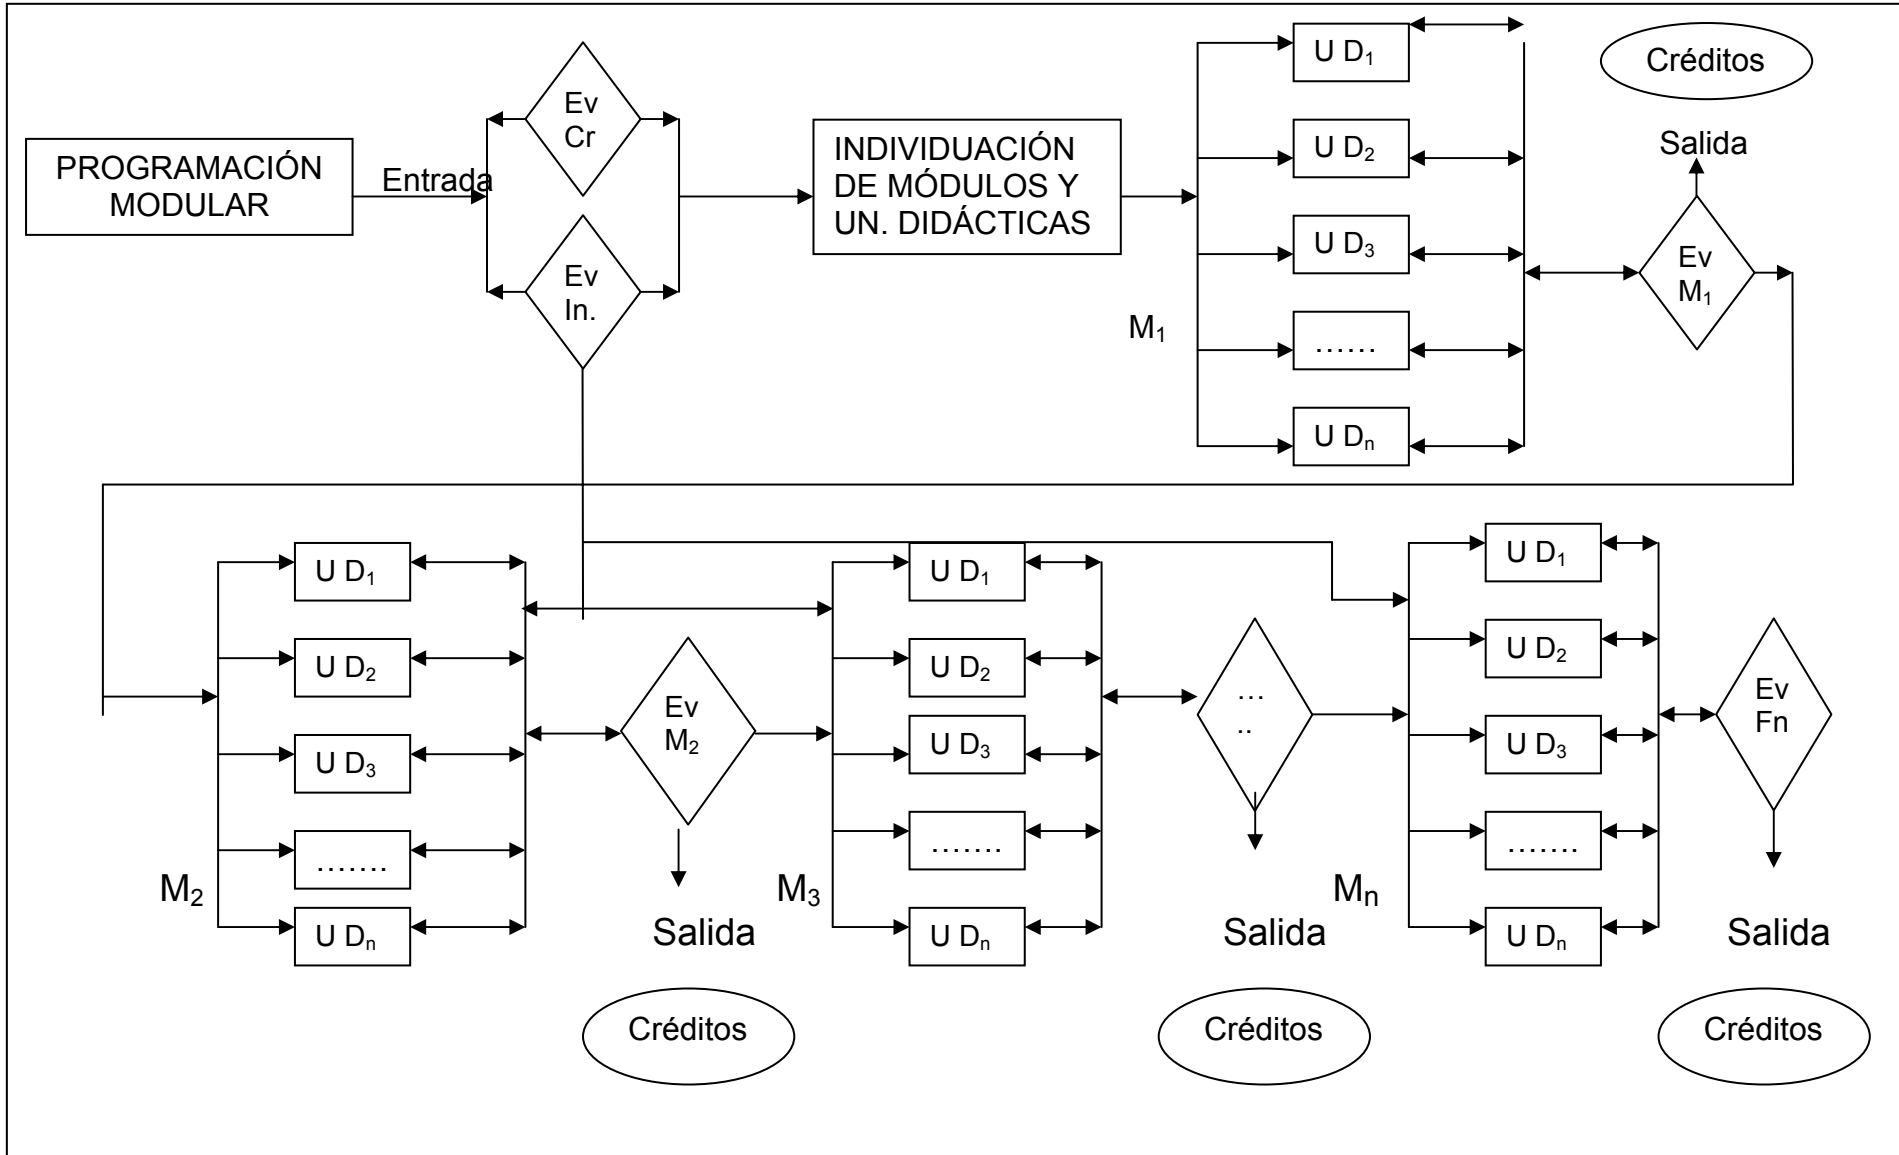 PROGRAMACIÓN
MODULAR
Entrada
Ev
Cr
Ev
In.
INDIVIDUACIÓN
DE MÓDULOS Y
UN. DIDÁCTICAS
M₁
U D₁
U D₂
U D₃
……
U Dₙ
Créditos
Salida
Ev
M₁
M₂
U D₁
U D₂
U D₃
…….
U Dₙ
Ev
M₂
Salida
Créditos
M₃
U D₁
U D₂
U D₃
…….
U Dₙ
…
..
Salida
Créditos
Mₙ
U D₁
U D₂
U D₃
…….
U Dₙ
Ev
Fn
Salida
Créditos